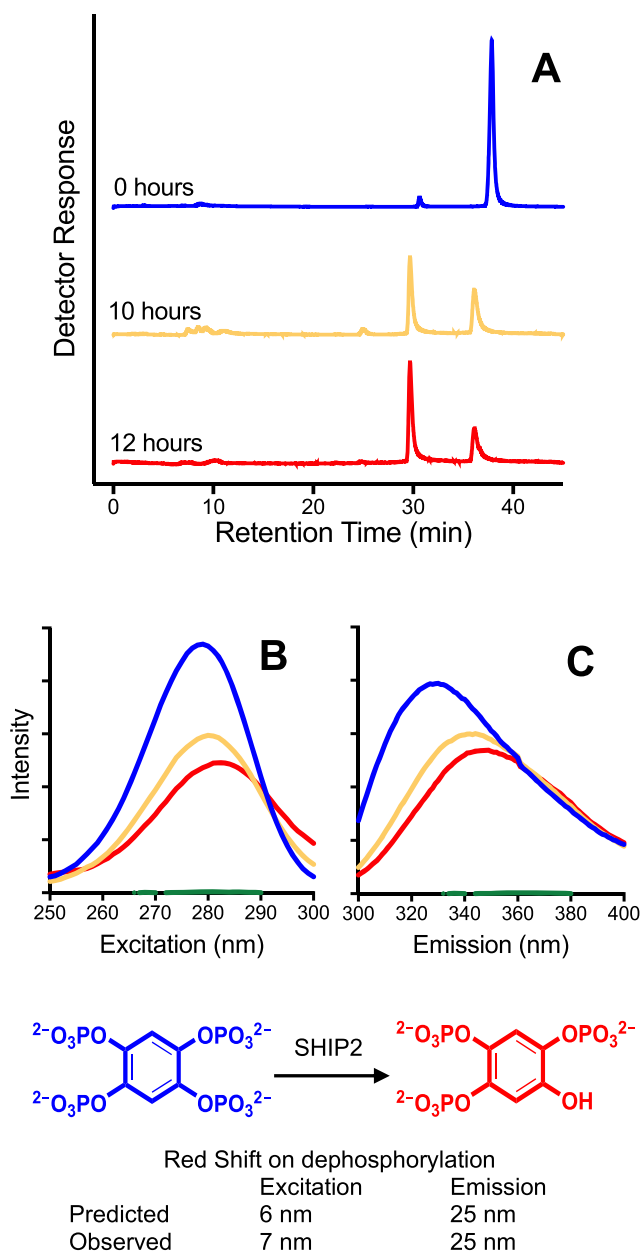 A
Detector Response
0 hours
10 hours
12 hours
0 10 20 30 40
Retention Time (min)
B C
Intensity
250 260 270 280 290 300 300 320 340 360 380 400
Excitation (nm) Emission (nm)
²⁻O₃PO OPO₃²⁻ SHIP2 ²⁻O₃PO OPO₃²⁻
²⁻O₃PO OPO₃²⁻ ²⁻O₃PO OH
Red Shift on dephosphorylation
Excitation Emission
Predicted 6 nm 25 nm
Observed 7 nm 25 nm